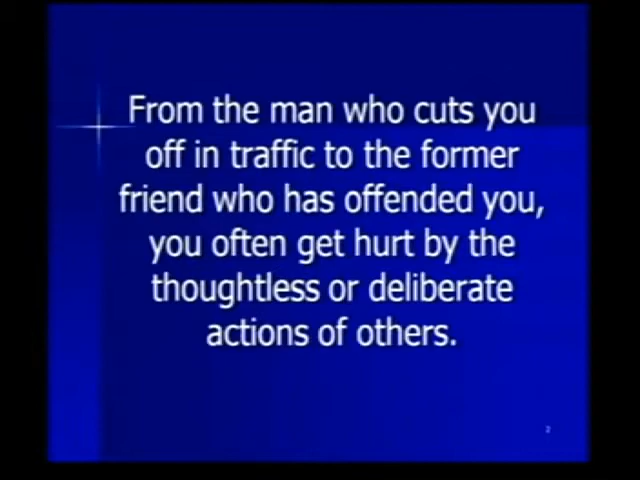 From the man who cuts you
off in traffic to the former
friend who has offended you,
you often get hurt by the
thoughtless or deliberate
actions of others.
2